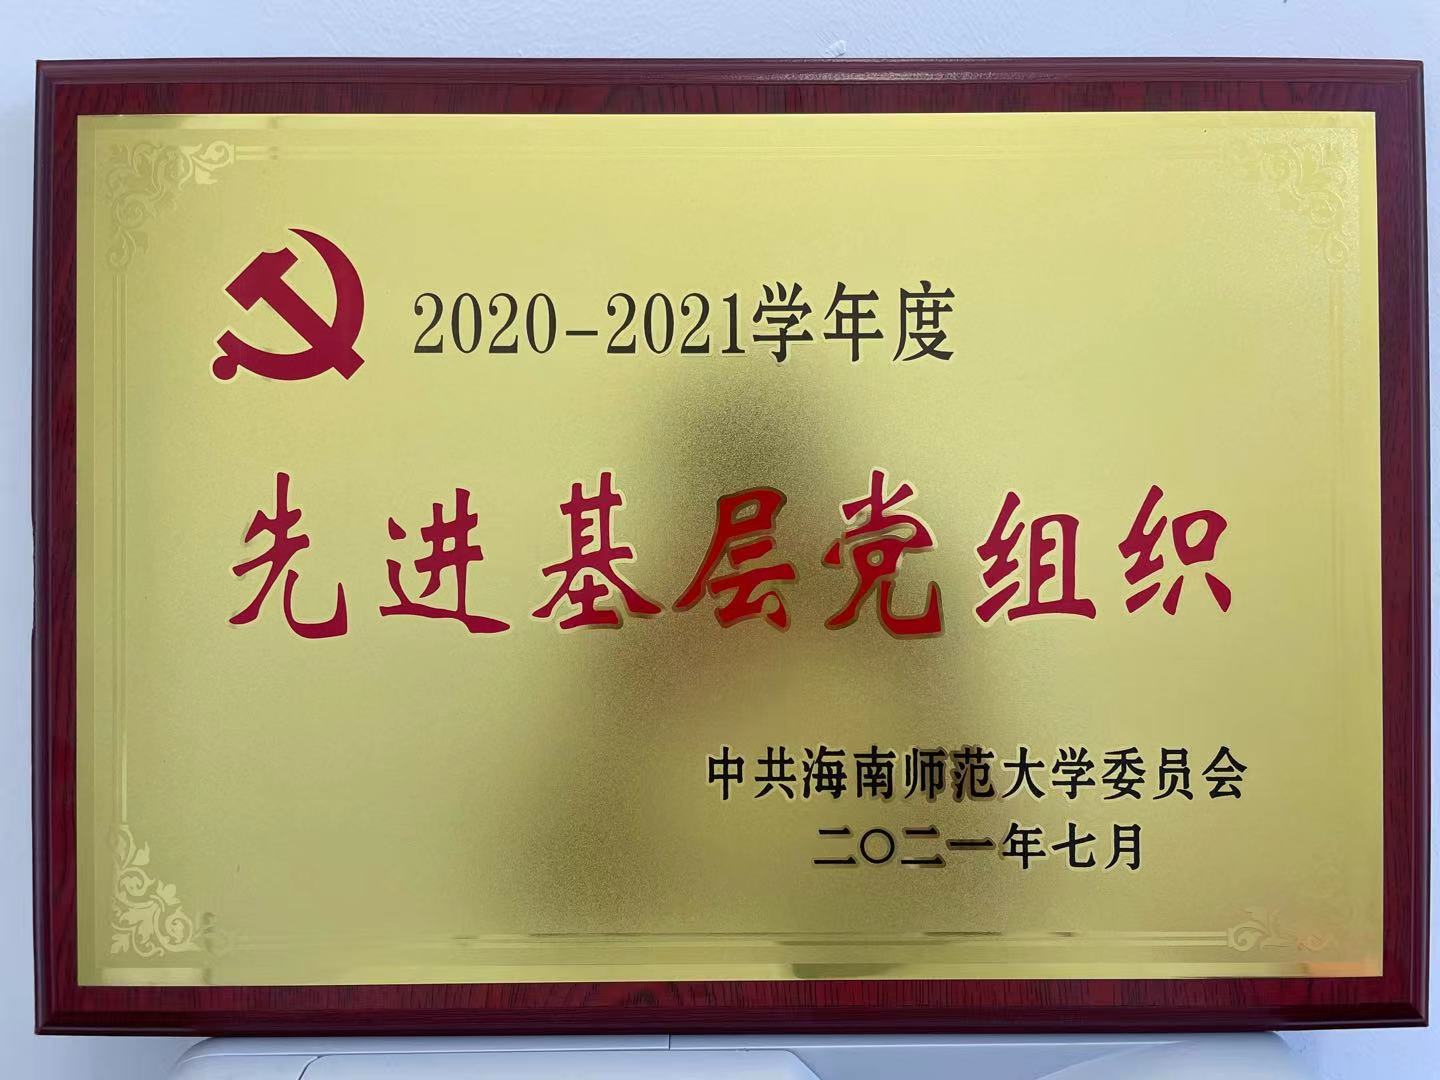 2020-2021学年度
先进基层党组织
中共海南师范大学委员会
二〇二一年七月